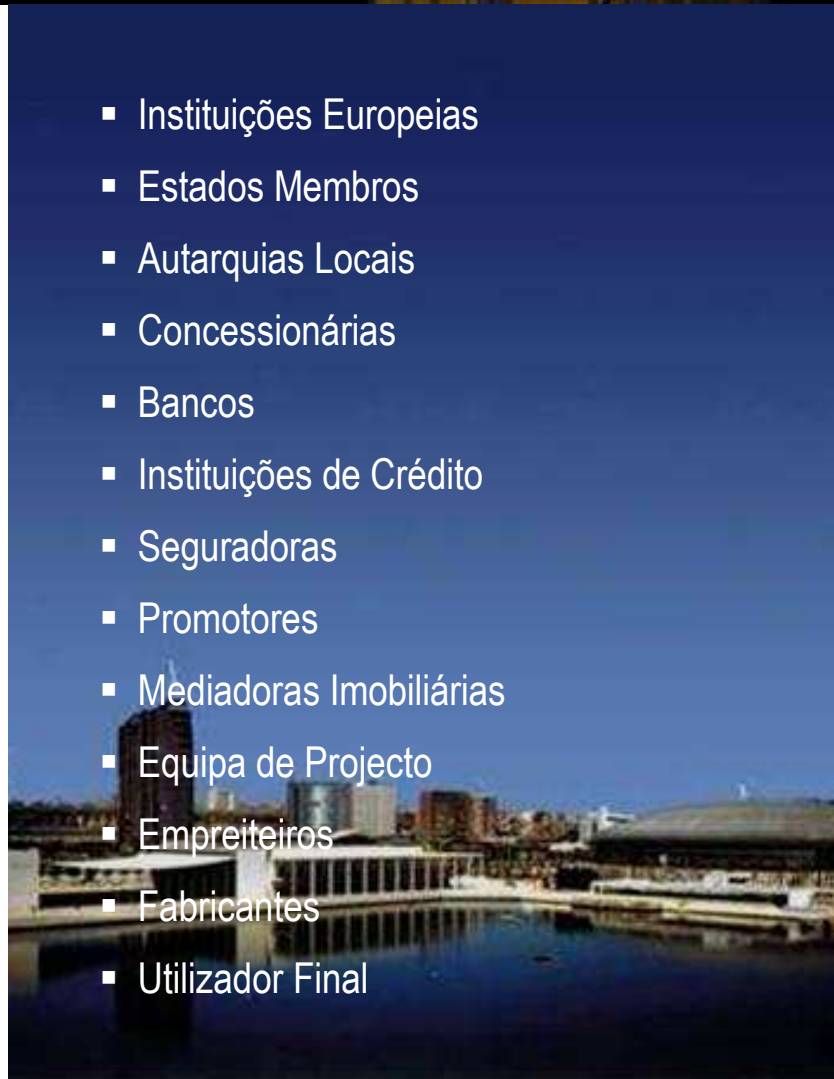 ▪ Instituições Europeias
▪ Estados Membros
▪ Autarquias Locais
▪ Concessionárias
▪ Bancos
▪ Instituições de Crédito
▪ Seguradoras
▪ Promotores
▪ Mediadoras Imobiliárias
▪ Equipa de Projecto
▪ Empreiteiros
▪ Fabricantes
▪ Utilizador Final